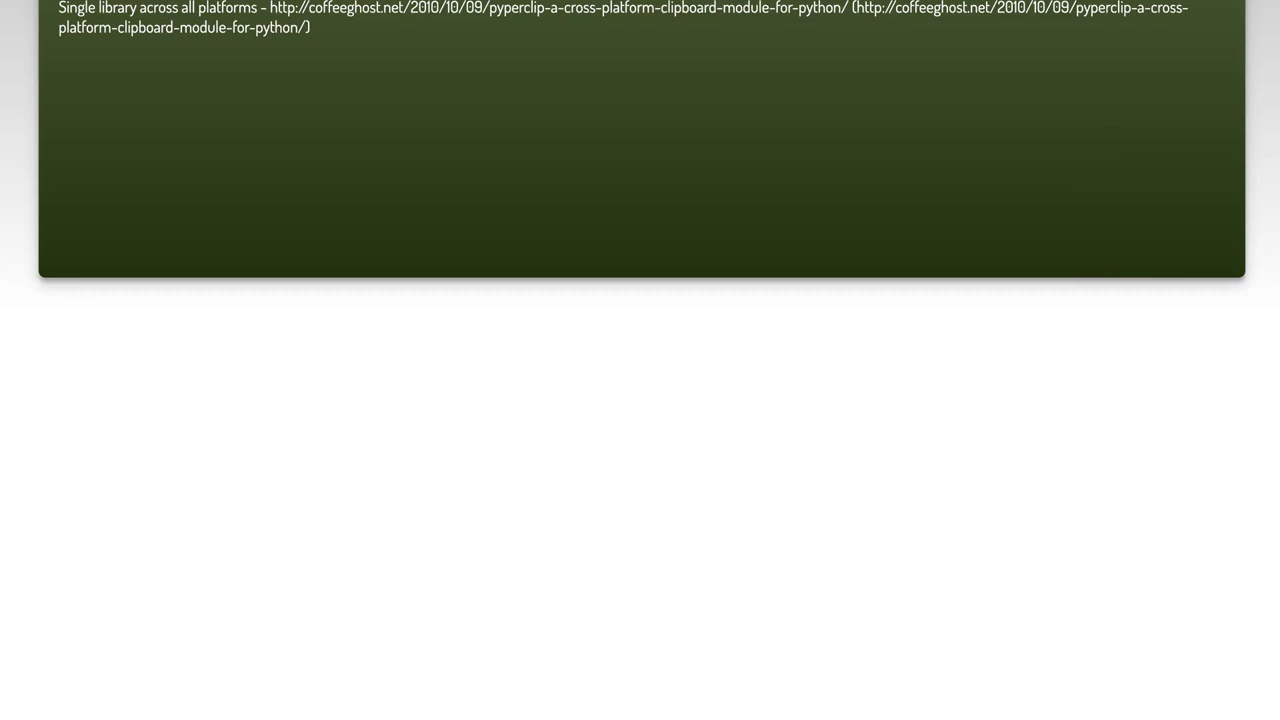 Single library across all platforms - http://coffeeghost.net/2010/10/09/pyperclip-a-cross-platform-clipboard-module-for-python/ (http://coffeeghost.net/2010/10/09/pyperclip-a-cross-
platform-clipboard-module-for-python/)